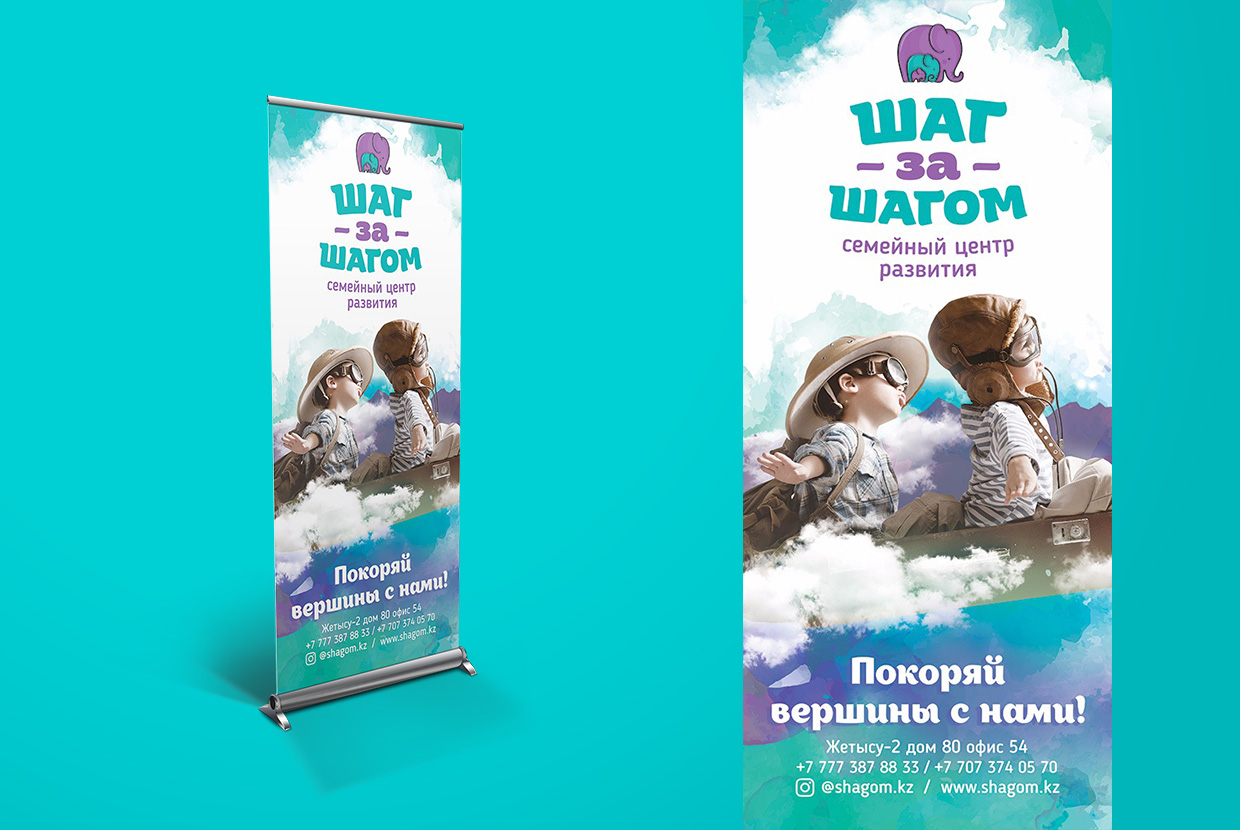 ШАГ
– за –
ШАГОМ
семейный центр
развития
Покоряй
вершины с нами!
Жетысу-2 дом 80 офис 54
+7 777 387 88 33 / +7 707 374 05 70
@shagom.kz / www.shagom.kz
ШАГ
– за –
ШАГОМ
семейный центр
развития
Покоряй
вершины с нами!
Жетысу-2 дом 80 офис 54
+7 777 387 88 33 / +7 707 374 05 70
@shagom.kz / www.shagom.kz